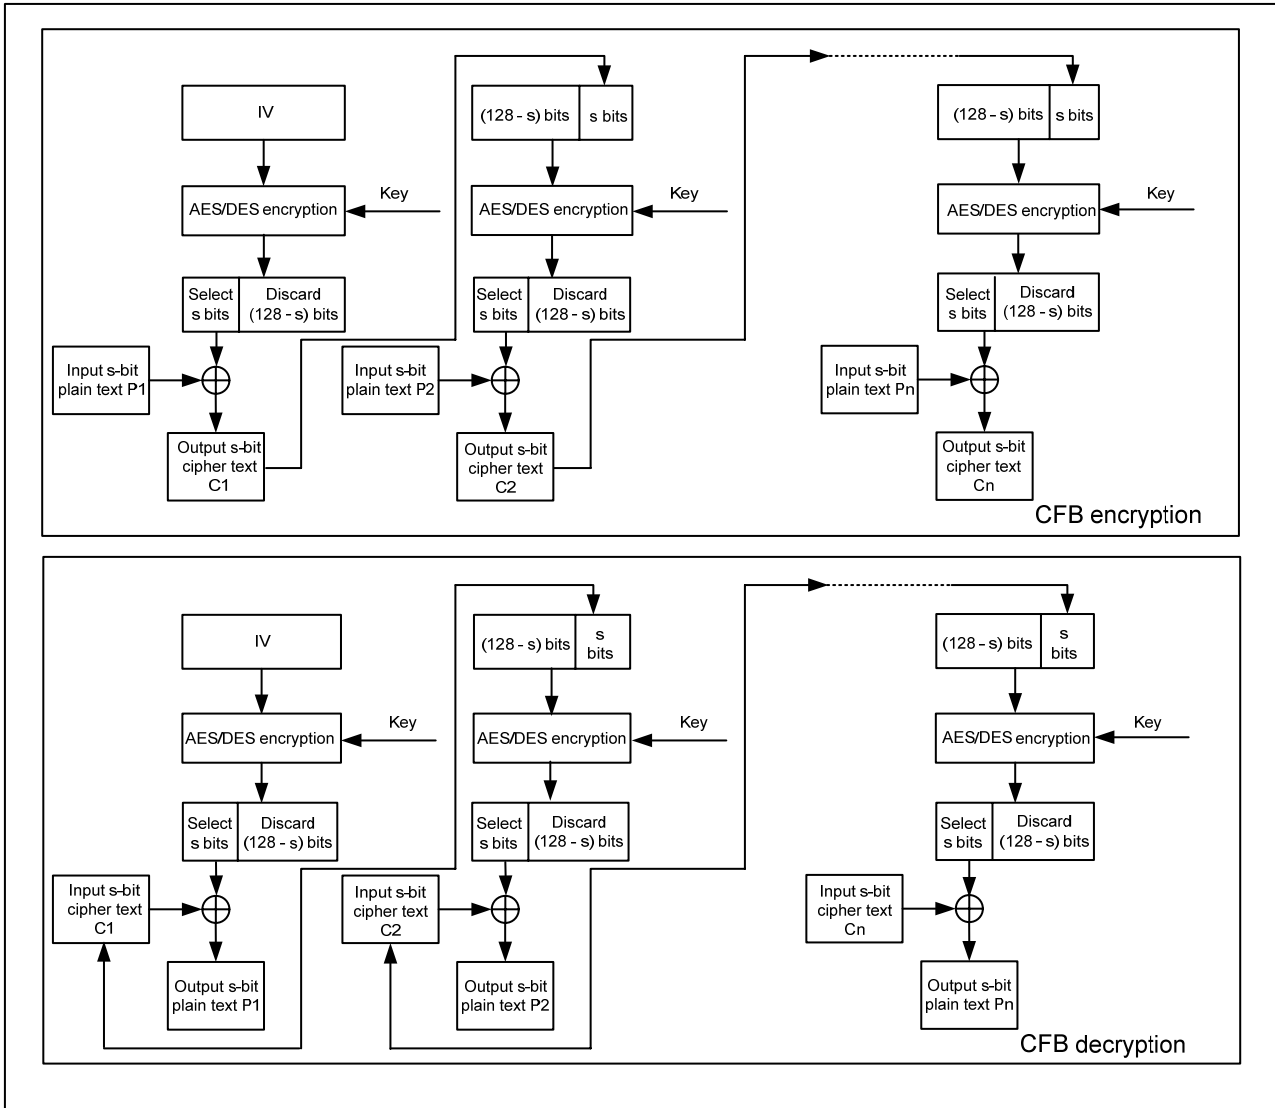 IV
(128 - s) bits
s bits
(128 - s) bits
s bits
AES/DES encryption
Key
AES/DES encryption
Key
AES/DES encryption
Key
Select
s bits
Discard
(128 - s) bits
Select
s bits
Discard
(128 - s) bits
Select
s bits
Discard
(128 - s) bits
Input s-bit
plain text P1
Input s-bit
plain text P2
Input s-bit
plain text Pn
Output s-bit
cipher text
C1
Output s-bit
cipher text
C2
Output s-bit
cipher text
Cn
CFB encryption
IV
(128 - s) bits
s
bits
(128 - s) bits
s
bits
AES/DES encryption
Key
AES/DES encryption
Key
AES/DES encryption
Key
Select
s bits
Discard
(128 - s) bits
Select
s bits
Discard
(128 - s) bits
Select
s bits
Discard
(128 - s) bits
Input s-bit
cipher text
C1
Input s-bit
cipher text
C2
Input s-bit
cipher text
Cn
Output s-bit
plain text P1
Output s-bit
plain text P2
Output s-bit
plain text Pn
CFB decryption